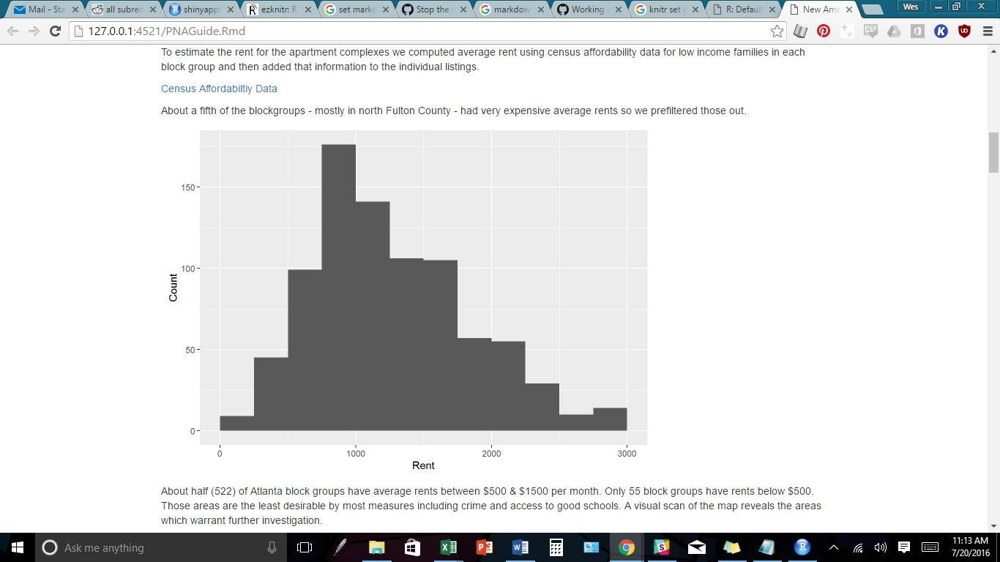 Mail - Sta
all subred
shinyapps
ezknitr: R
set markd
Stop the
markdow
Working
knitr set
R: Defaul
New Ame
Wes
127.0.0.1:4521/PNAGuide.Rmd
To estimate the rent for the apartment complexes we computed average rent using census affordability data for low income families in each
block group and then added that information to the individual listings.
Census Affordabiltiy Data
About a fifth of the blockgroups - mostly in north Fulton County - had very expensive average rents so we prefiltered those out.
150
100
50
0
Count
0 1000 2000 3000
Rent
About half (522) of Atlanta block groups have average rents between $500 & $1500 per month. Only 55 block groups have rents below $500.
Those areas are the least desirable by most measures including crime and access to good schools. A visual scan of the map reveals the areas
which warrant further investigation.
Ask me anything
11:13 AM
7/20/2016